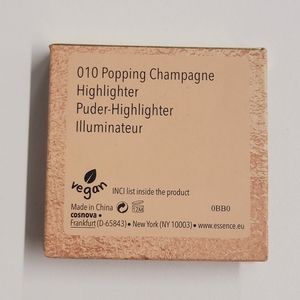 010 Popping Champagne
Highlighter
Puder-Highlighter
Illuminateur
vegan
INCI list inside the product
Made in China
12M
0BB0
cosnova •
Frankfurt (D-65843) • New York (NY 10003) • www.essence.eu